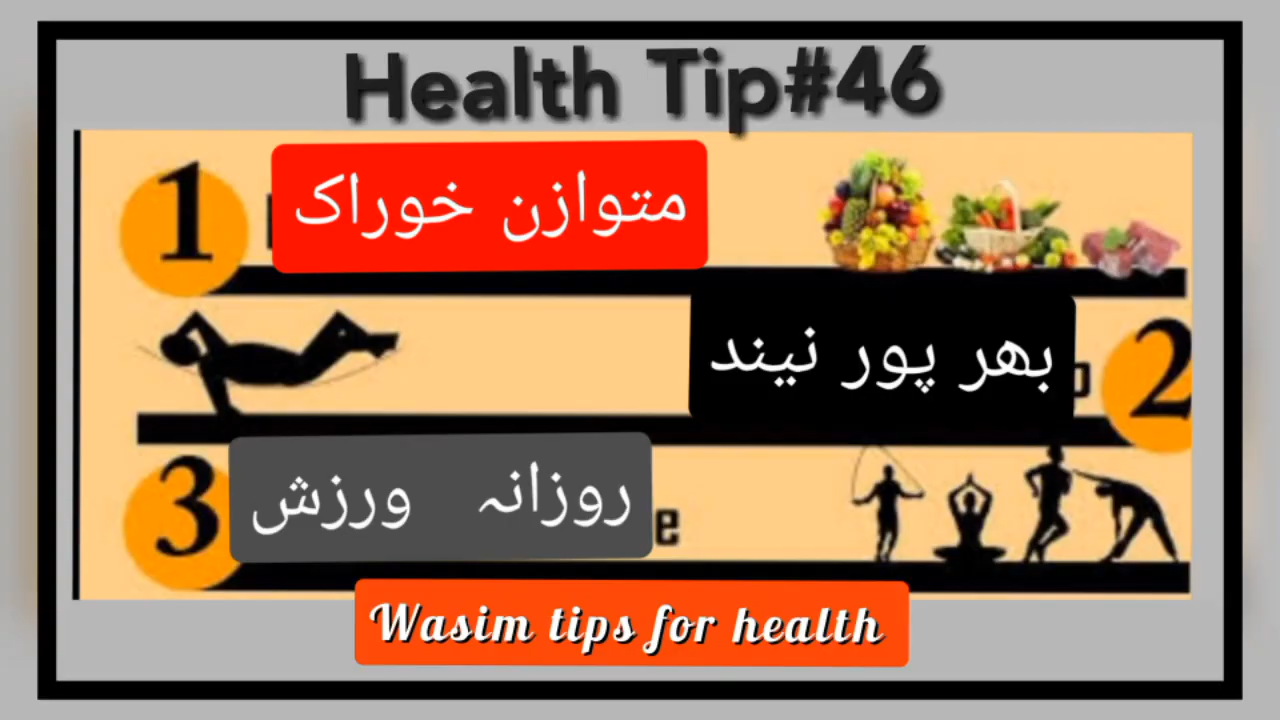 Health Tip#46
1 متوازن خوراک
بھر پور نیند 2
3 روزانہ ورزش
e
Wasim tips for health